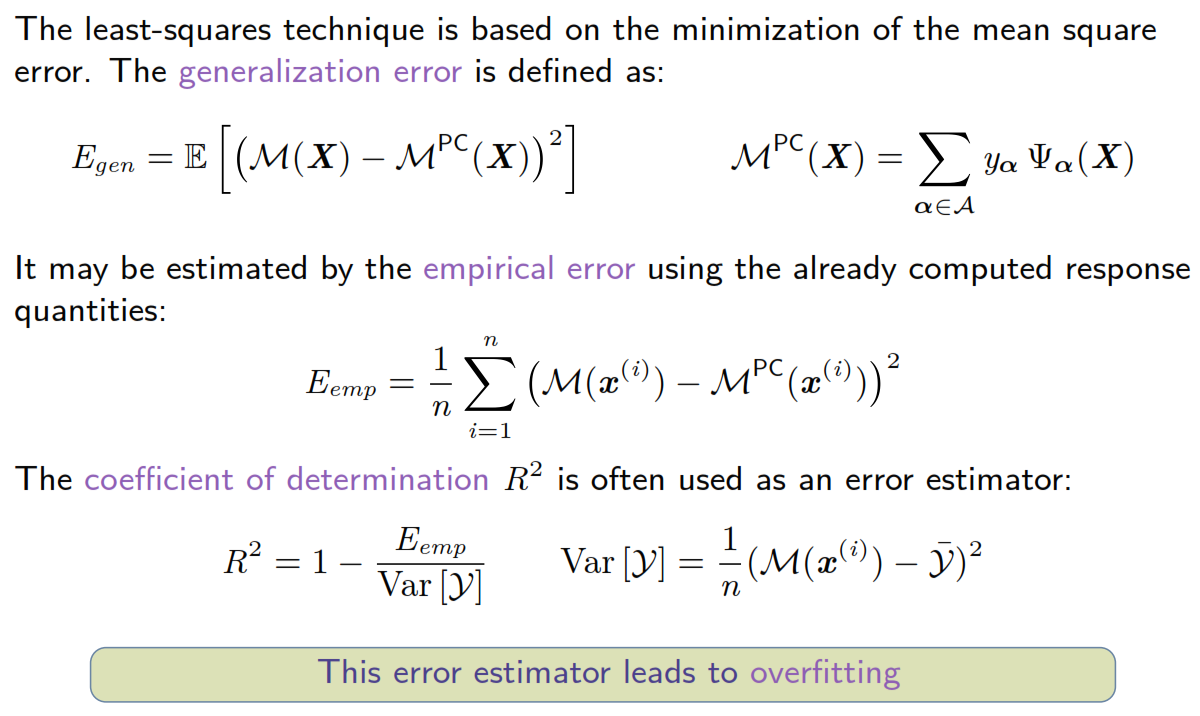 The least-squares technique is based on the minimization of the mean square
error. The generalization error is defined as:
$E_{gen} = \mathbb{E}\left[\left(\mathcal{M}(\boldsymbol{X}) - \mathcal{M}^{\mathsf{PC}}(\boldsymbol{X})\right)^2\right]$ $\mathcal{M}^{\mathsf{PC}}(\boldsymbol{X}) = \sum_{\boldsymbol{\alpha} \in \mathcal{A}} y_{\boldsymbol{\alpha}} \Psi_{\boldsymbol{\alpha}}(\boldsymbol{X})$
It may be estimated by the empirical error using the already computed response
quantities:
$E_{emp} = \frac{1}{n} \sum_{i=1}^{n} \left(\mathcal{M}(\boldsymbol{x}^{(i)}) - \mathcal{M}^{\mathsf{PC}}(\boldsymbol{x}^{(i)})\right)^2$
The coefficient of determination $R^2$ is often used as an error estimator:
$R^2 = 1 - \frac{E_{emp}}{\mathrm{Var}[\mathcal{Y}]}$ $\mathrm{Var}[\mathcal{Y}] = \frac{1}{n}(\mathcal{M}(\boldsymbol{x}^{(i)}) - \bar{\mathcal{Y}})^2$
This error estimator leads to overfitting